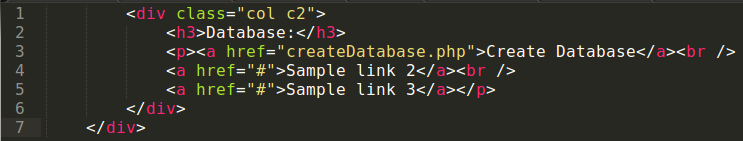 1 <div class="col c2">
2 <h3>Database:</h3>
3 <p><a href="createDatabase.php">Create Database</a><br />
4 <a href="#">Sample link 2</a><br />
5 <a href="#">Sample link 3</a></p>
6 </div>
7 </div>